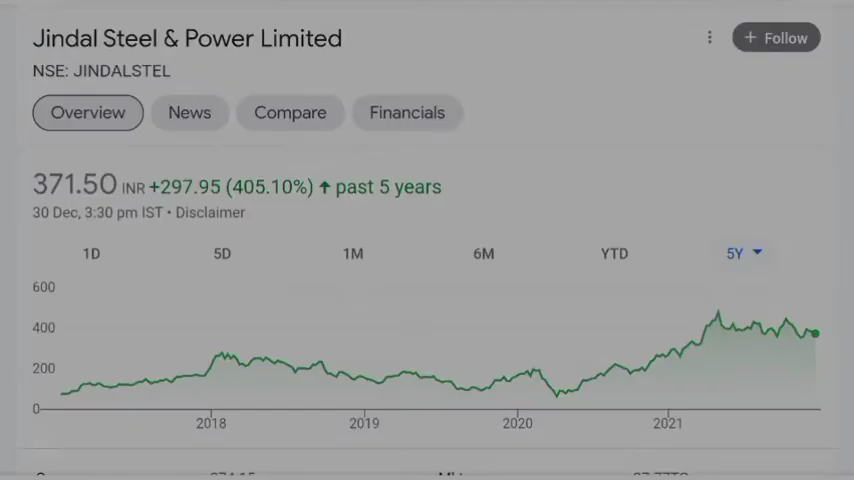 Jindal Steel & Power Limited
+ Follow
NSE: JINDALSTEL
Overview News Compare Financials
371.50 INR +297.95 (405.10%) ↑ past 5 years
30 Dec, 3:30 pm IST • Disclaimer
1D 5D 1M 6M YTD 5Y
600
400
200
0
2018 2019 2020 2021